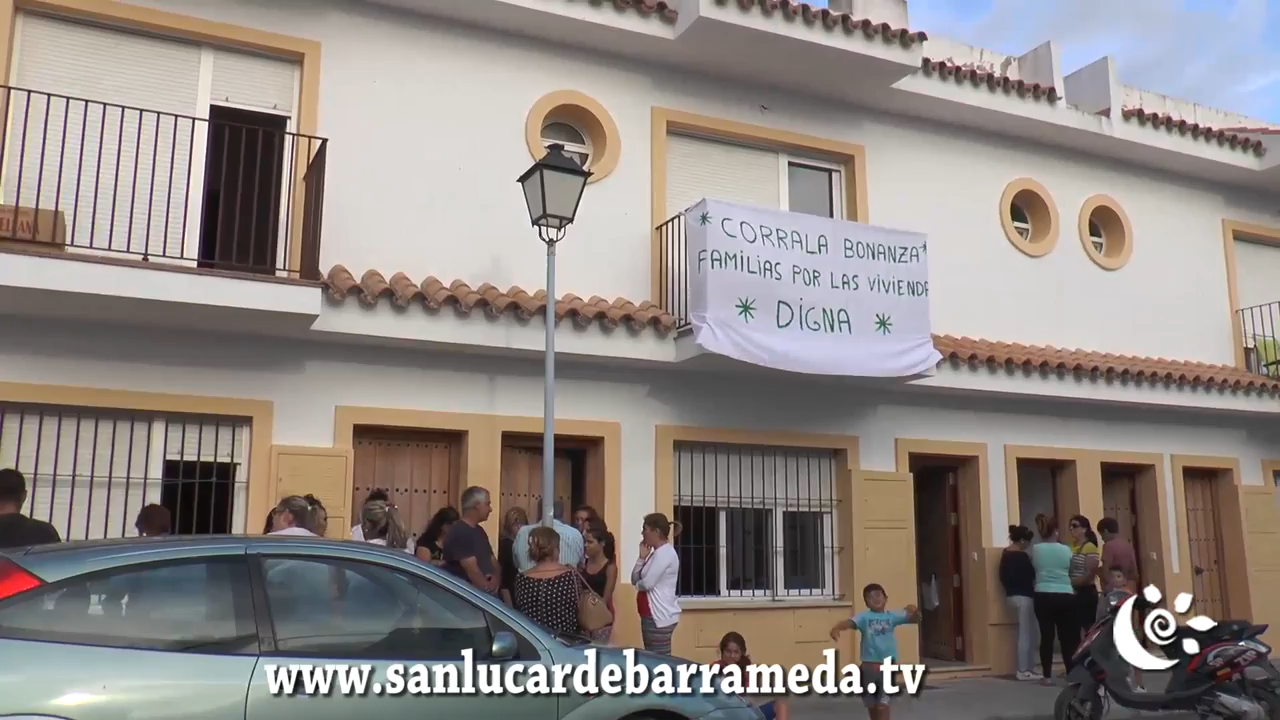 * CORRALA BONANZA *
FAMILIAS POR LAS VIVIENDA
* DIGNA *
www.sanlucardebarrameda.tv